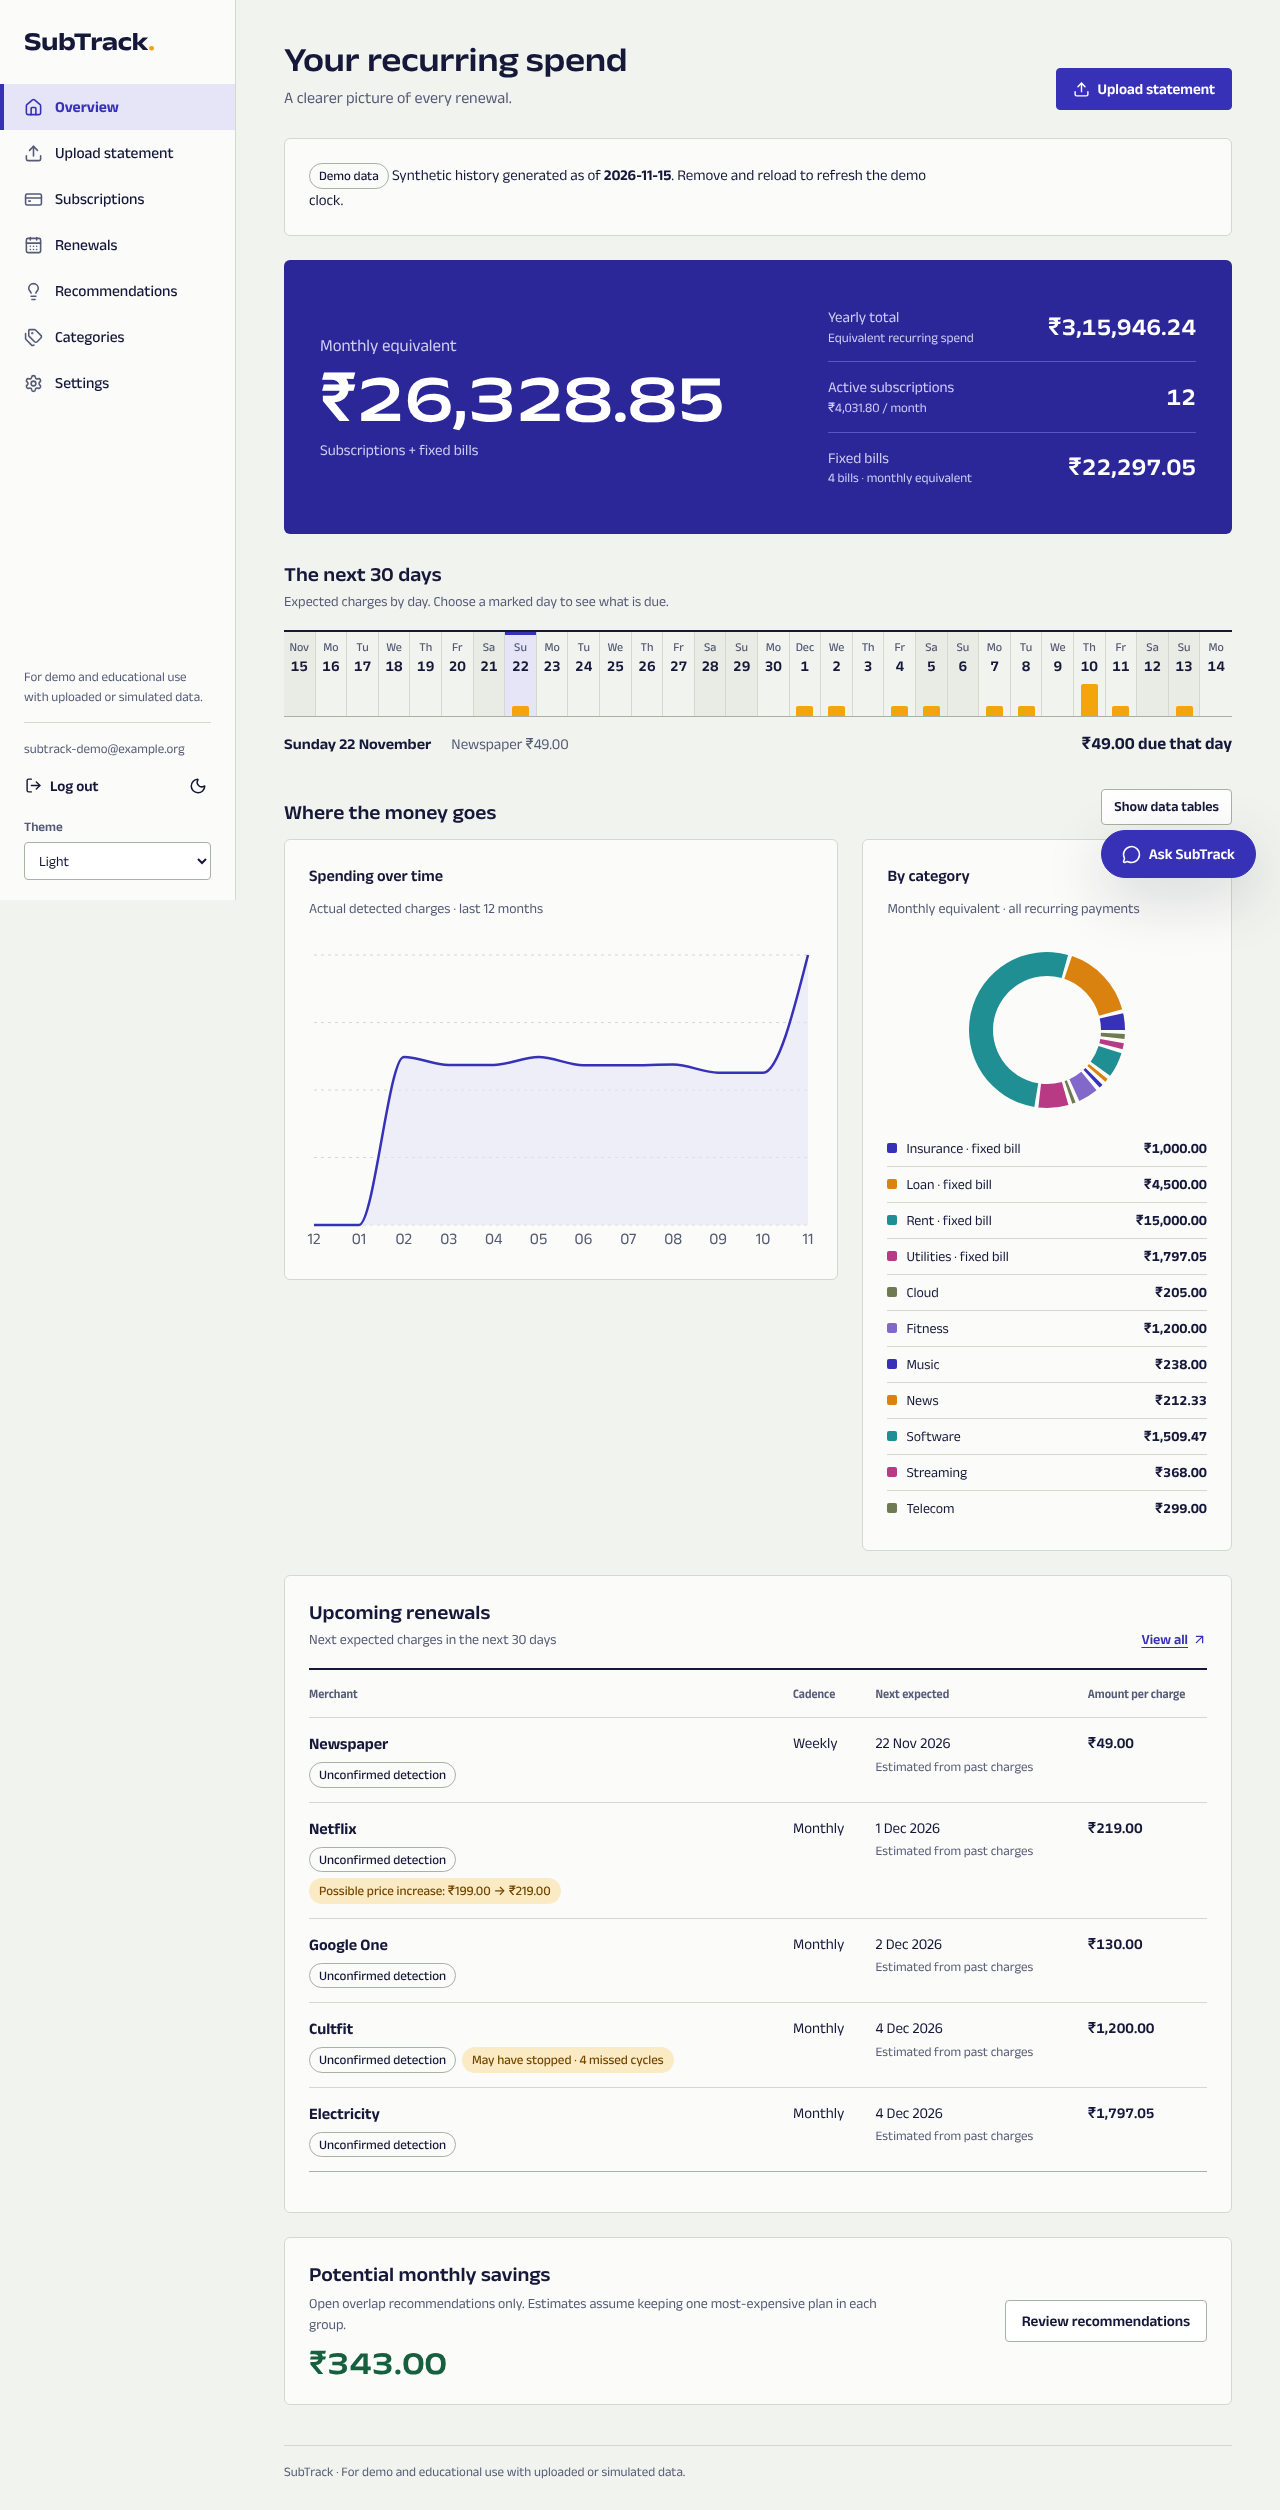 SubTrack.
Overview
Upload statement
Subscriptions
Renewals
Recommendations
Categories
Settings
For demo and educational use
with uploaded or simulated data.
subtrack-demo@example.org
Log out
Theme
Light
Your recurring spend
A clearer picture of every renewal.
Upload statement
Demo data Synthetic history generated as of 2026-11-15. Remove and reload to refresh the demo
clock.
Monthly equivalent
₹26,328.85
Subscriptions + fixed bills
Yearly total
Equivalent recurring spend
₹3,15,946.24
Active subscriptions
₹4,031.80 / month
12
Fixed bills
4 bills · monthly equivalent
₹22,297.05
The next 30 days
Expected charges by day. Choose a marked day to see what is due.
Nov Mo Tu We Th Fr Sa Su Mo Tu We Th Fr Sa Su Mo Dec We Th Fr Sa Su Mo Tu We Th Fr Sa Su Mo
15 16 17 18 19 20 21 22 23 24 25 26 27 28 29 30 1 2 3 4 5 6 7 8 9 10 11 12 13 14
Sunday 22 November Newspaper ₹49.00 ₹49.00 due that day
Where the money goes
Show data tables
Ask SubTrack
Spending over time
Actual detected charges · last 12 months
12 01 02 03 04 05 06 07 08 09 10 11
By category
Monthly equivalent · all recurring payments
Insurance · fixed bill ₹1,000.00
Loan · fixed bill ₹4,500.00
Rent · fixed bill ₹15,000.00
Utilities · fixed bill ₹1,797.05
Cloud ₹205.00
Fitness ₹1,200.00
Music ₹238.00
News ₹212.33
Software ₹1,509.47
Streaming ₹368.00
Telecom ₹299.00
Upcoming renewals
Next expected charges in the next 30 days
View all
Merchant Cadence Next expected Amount per charge
Newspaper Weekly 22 Nov 2026 ₹49.00
Unconfirmed detection Estimated from past charges
Netflix Monthly 1 Dec 2026 ₹219.00
Unconfirmed detection Estimated from past charges
Possible price increase: ₹199.00 → ₹219.00
Google One Monthly 2 Dec 2026 ₹130.00
Unconfirmed detection Estimated from past charges
Cultfit Monthly 4 Dec 2026 ₹1,200.00
Unconfirmed detection May have stopped · 4 missed cycles Estimated from past charges
Electricity Monthly 4 Dec 2026 ₹1,797.05
Unconfirmed detection Estimated from past charges
Potential monthly savings
Open overlap recommendations only. Estimates assume keeping one most-expensive plan in each
group.
₹343.00
Review recommendations
SubTrack · For demo and educational use with uploaded or simulated data.